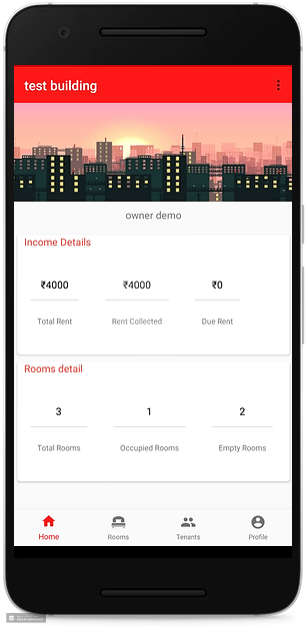 test building
owner demo
Income Details
₹4000 ₹4000 ₹0
Total Rent Rent Collected Due Rent
Rooms detail
3 1 2
Total Rooms Occupied Rooms Empty Rooms
Home Rooms Tenants Profile